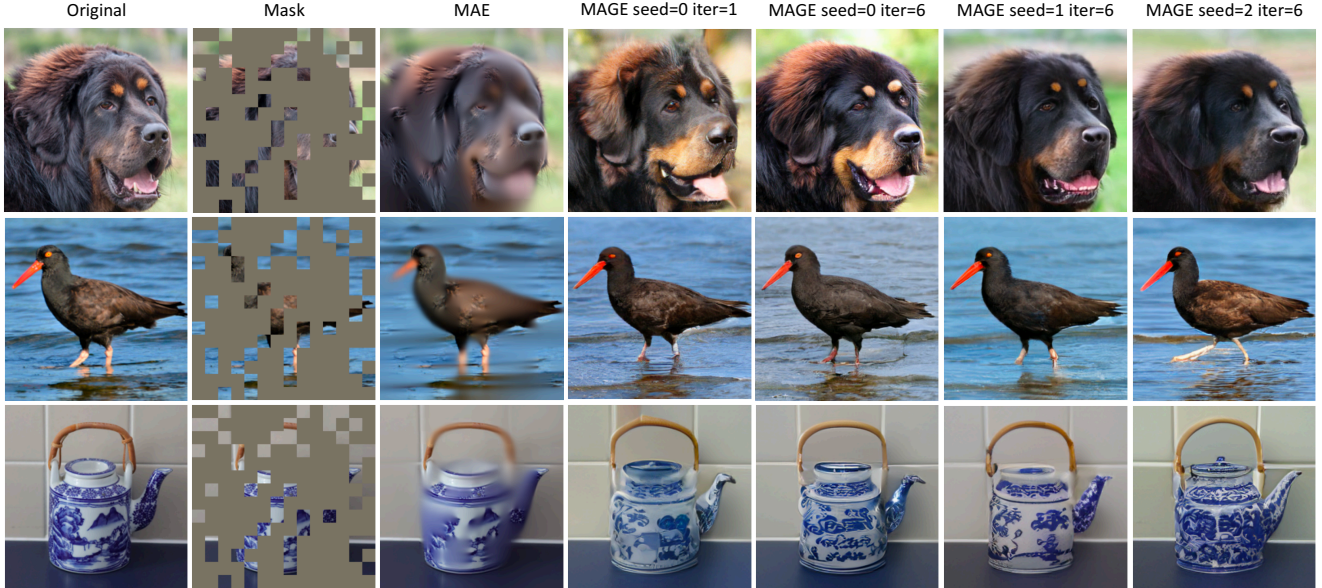 Original
Mask
MAE
MAGE seed=0 iter=1
MAGE seed=0 iter=6
MAGE seed=1 iter=6
MAGE seed=2 iter=6